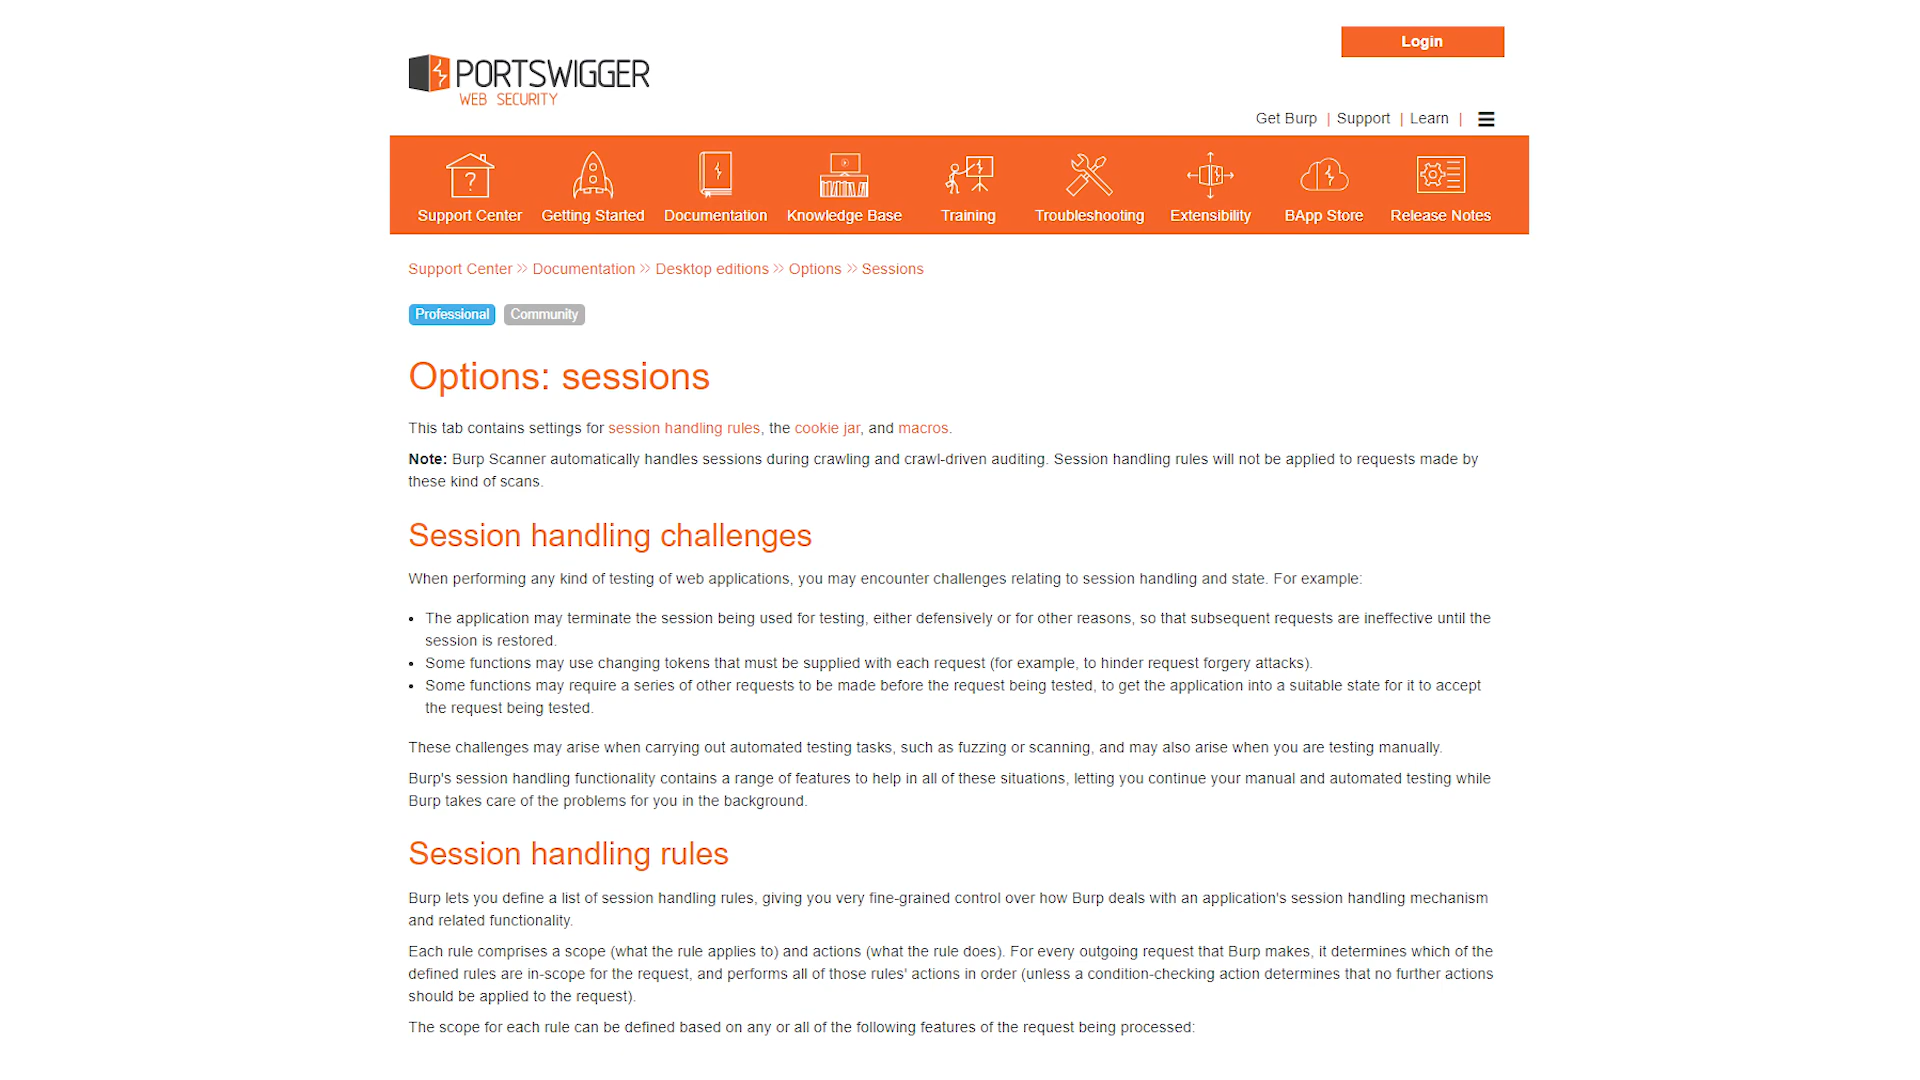 Login
PORTSWIGGER
WEB SECURITY
Get Burp | Support | Learn |
?
Support Center Getting Started Documentation Knowledge Base Training Troubleshooting Extensibility BApp Store Release Notes
Support Center >> Documentation >> Desktop editions >> Options >> Sessions
Professional Community
Options: sessions
This tab contains settings for session handling rules, the cookie jar, and macros.
Note: Burp Scanner automatically handles sessions during crawling and crawl-driven auditing. Session handling rules will not be applied to requests made by
these kind of scans.
Session handling challenges
When performing any kind of testing of web applications, you may encounter challenges relating to session handling and state. For example:
• The application may terminate the session being used for testing, either defensively or for other reasons, so that subsequent requests are ineffective until the
session is restored.
• Some functions may use changing tokens that must be supplied with each request (for example, to hinder request forgery attacks).
• Some functions may require a series of other requests to be made before the request being tested, to get the application into a suitable state for it to accept
the request being tested.
These challenges may arise when carrying out automated testing tasks, such as fuzzing or scanning, and may also arise when you are testing manually.
Burp's session handling functionality contains a range of features to help in all of these situations, letting you continue your manual and automated testing while
Burp takes care of the problems for you in the background.
Session handling rules
Burp lets you define a list of session handling rules, giving you very fine-grained control over how Burp deals with an application's session handling mechanism
and related functionality.
Each rule comprises a scope (what the rule applies to) and actions (what the rule does). For every outgoing request that Burp makes, it determines which of the
defined rules are in-scope for the request, and performs all of those rules' actions in order (unless a condition-checking action determines that no further actions
should be applied to the request).
The scope for each rule can be defined based on any or all of the following features of the request being processed: